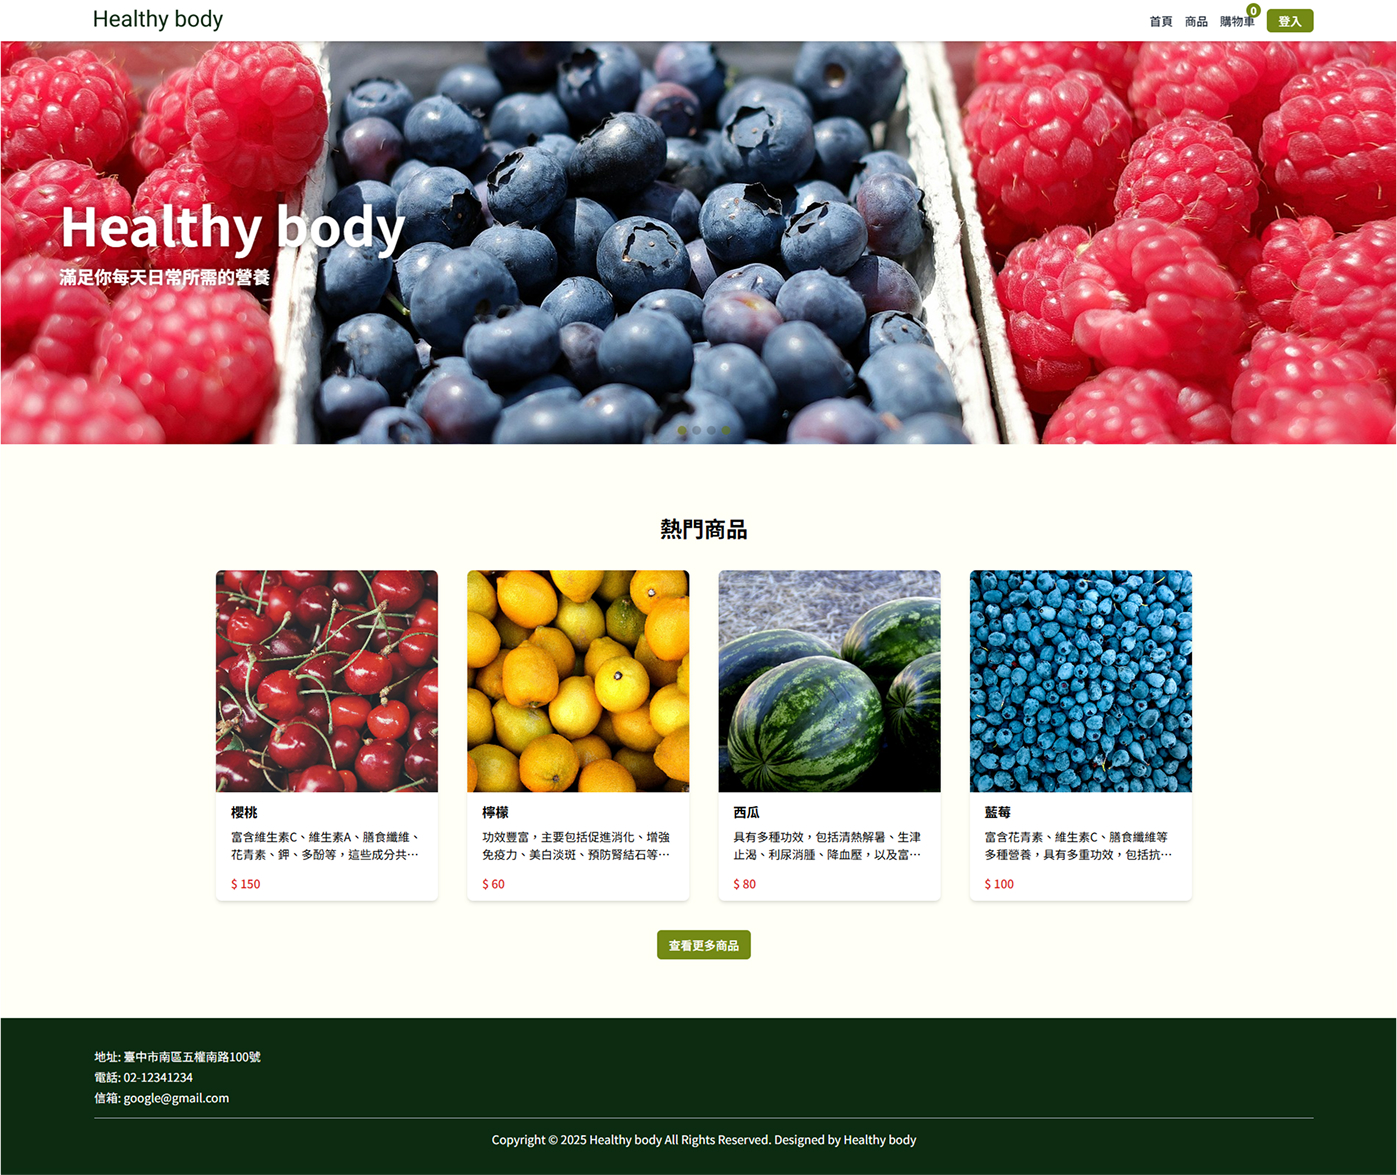 Healthy body
首頁 商品 購物車 0 登入
Healthy body
滿足你每天日常所需的營養
熱門商品
櫻桃
富含維生素C、維生素A、膳食纖維、
花青素、鉀、多酚等，這些成分共…
$ 150
檸檬
功效豐富，主要包括促進消化、增強
免疫力、美白淡斑、預防腎結石等…
$ 60
西瓜
具有多種功效，包括清熱解暑、生津
止渴、利尿消腫、降血壓，以及富…
$ 80
藍莓
富含花青素、維生素C、膳食纖維等
多種營養，具有多重功效，包括抗…
$ 100
查看更多商品
地址: 臺中市南區五權南路100號
電話: 02-12341234
信箱: google@gmail.com
Copyright © 2025 Healthy body All Rights Reserved. Designed by Healthy body